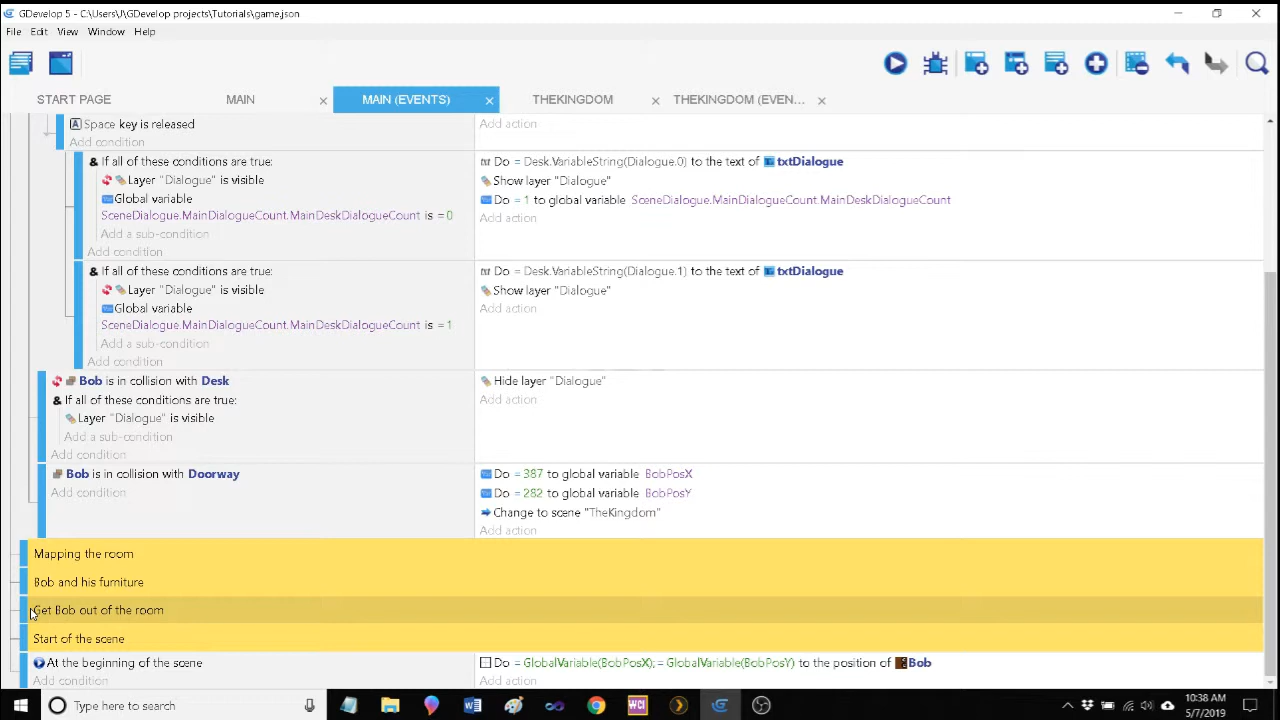 GDevelop 5 - C:\Users\J\GDevelop projects\Tutorials\game.json
File Edit View Window Help
START PAGE MAIN MAIN (EVENTS) THEKINGDOM THEKINGDOM (EVEN...
Space key is released Add action
Add condition
& If all of these conditions are true: Do = Desk.VariableString(Dialogue.0) to the text of txtDialogue
Layer "Dialogue" is visible Show layer "Dialogue"
Global variable Do = 1 to global variable SceneDialogue.MainDialogueCount.MainDeskDialogueCount
SceneDialogue.MainDialogueCount.MainDeskDialogueCount is = 0 Add action
Add a sub-condition
Add condition
& If all of these conditions are true: Do = Desk.VariableString(Dialogue.1) to the text of txtDialogue
Layer "Dialogue" is visible Show layer "Dialogue"
Global variable Add action
SceneDialogue.MainDialogueCount.MainDeskDialogueCount is = 1
Add a sub-condition
Add condition
Bob is in collision with Desk Hide layer "Dialogue"
& If all of these conditions are true: Add action
Layer "Dialogue" is visible
Add a sub-condition
Add condition
Bob is in collision with Doorway Do = 387 to global variable BobPosX
Add condition Do = 282 to global variable BobPosY
Change to scene "TheKingdom"
Add action
Mapping the room
Bob and his furniture
Get Bob out of the room
Start of the scene
At the beginning of the scene Do = GlobalVariable(BobPosX); = GlobalVariable(BobPosY) to the position of Bob
Add condition Add action
Type here to search
10:38 AM
5/7/2019